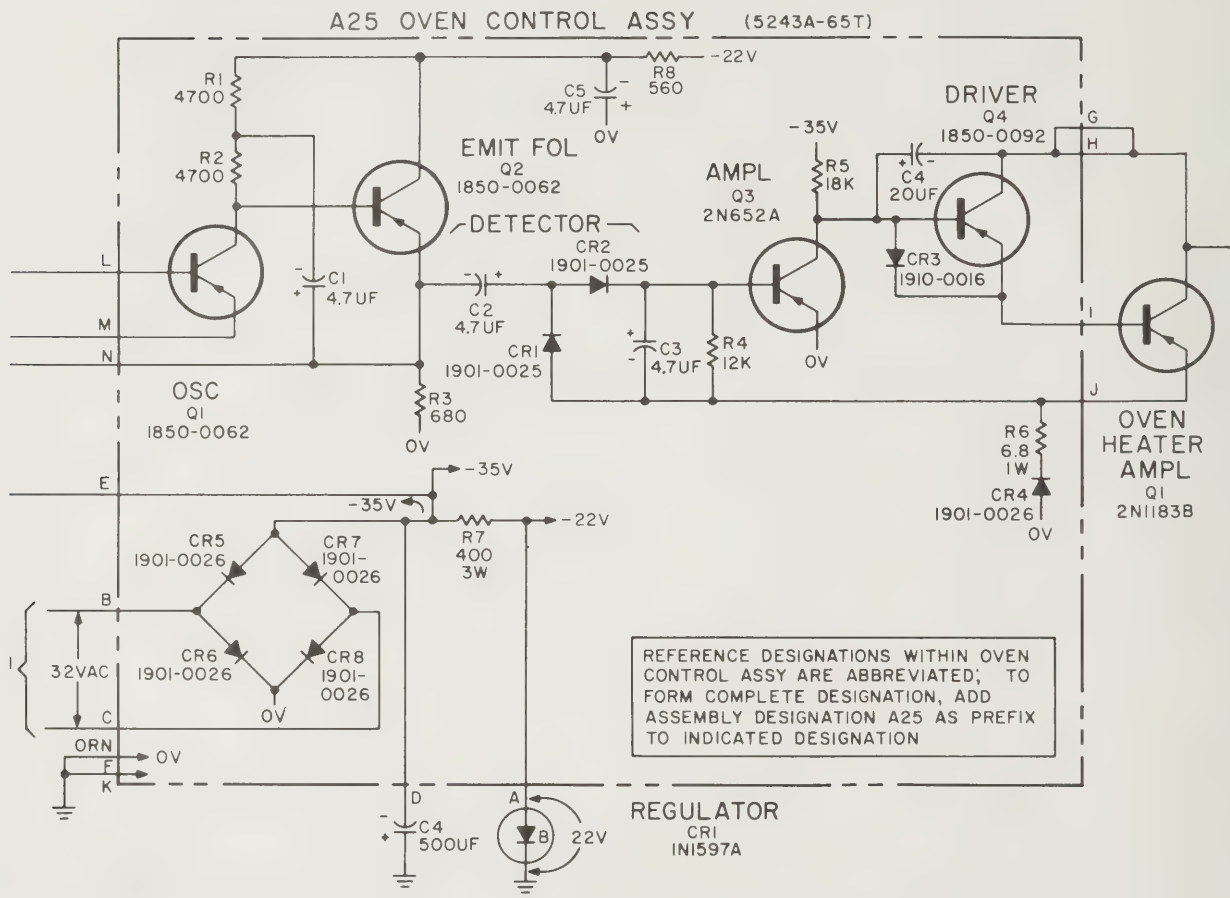 A25 OVEN CONTROL ASSY (5243A-65T)
R1
4700
R2
4700
C5
4.7UF
-
+
0V
R8
560
-22V
DRIVER
Q4
1850-0092
G
H
EMIT FOL
Q2
1850-0062
-35V
R5
18K
+
-
C4
20UF
AMPL
Q3
2N652A
DETECTOR
L
M
N
-
+
C1
4.7UF
-
+
C2
4.7UF
CR2
1901-0025
CR3
1910-0016
I
CR1
1901-0025
+
-
C3
4.7UF
R4
12K
0V
OSC
Q1
1850-0062
R3
680
0V
J
R6
6.8
1W
CR4
1901-0026
0V
OVEN
HEATER
AMPL
Q1
2N1183B
E
-35V
-35V
R7
400
3W
-22V
CR5
1901-0026
CR7
1901-
0026
B
1
32VAC
CR6
1901-0026
CR8
1901-
0026
0V
C
ORN
0V
F
K
REFERENCE DESIGNATIONS WITHIN OVEN
CONTROL ASSY ARE ABBREVIATED; TO
FORM COMPLETE DESIGNATION, ADD
ASSEMBLY DESIGNATION A25 AS PREFIX
TO INDICATED DESIGNATION
D
-
+
C4
500UF
A
B
22V
REGULATOR
CR1
1N1597A